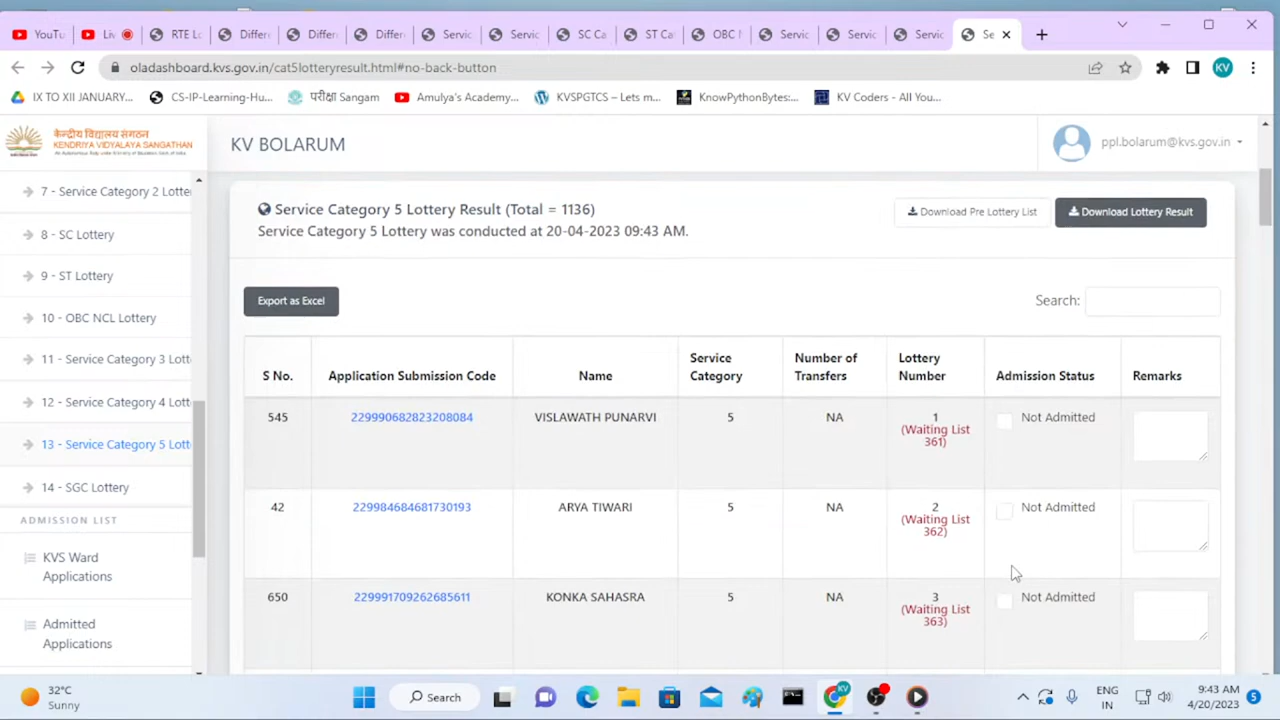 YouTu
Liv
RTE Lo
Differe
Differe
Differe
Servic
Servic
SC Ca
ST Cat
OBC N
Servic
Servic
Servic
Se
oladashboard.kvs.gov.in/cat5lotteryresult.html#no-back-button
KV
IX TO XII JANUARY...
CS-IP-Learning-Hu...
परीक्षा Sangam
Amulya's Academy...
KVSPGTCS – Lets m...
KnowPythonBytes:...
KV Coders - All You...
केन्द्रीय विद्यालय संगठन
KENDRIYA VIDYALAYA SANGATHAN
KV BOLARUM
ppl.bolarum@kvs.gov.in
7 - Service Category 2 Lotte
8 - SC Lottery
9 - ST Lottery
10 - OBC NCL Lottery
11 - Service Category 3 Lott
12 - Service Category 4 Lott
13 - Service Category 5 Lott
14 - SGC Lottery
ADMISSION LIST
KVS Ward
Applications
Admitted
Applications
Service Category 5 Lottery Result (Total = 1136)
Service Category 5 Lottery was conducted at 20-04-2023 09:43 AM.
Download Pre Lottery List
Download Lottery Result
Export as Excel
Search:
S No. Application Submission Code Name Service Category Number of Transfers Lottery Number Admission Status Remarks
545 229990682823208084 VISLAWATH PUNARVI 5 NA 1 (Waiting List 361) Not Admitted
42 229984684681730193 ARYA TIWARI 5 NA 2 (Waiting List 362) Not Admitted
650 229991709262685611 KONKA SAHASRA 5 NA 3 (Waiting List 363) Not Admitted
32°C
Sunny
Search
KV
ENG
IN
9:43 AM
4/20/2023
5